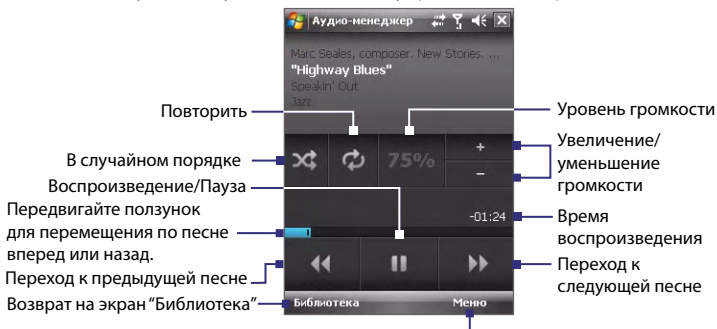 Аудио-менеджер
Marc Seales, composer. New Stories. ...
"Highway Blues"
Speakin' Out
Jazz
Повторить
Уровень громкости
75%
+
−
Увеличение/
уменьшение
громкости
В случайном порядке
Воспроизведение/Пауза
Передвигайте ползунок
для перемещения по песне
вперед или назад.
-01:24
Время
воспроизведения
Переход к предыдущей песне
Переход к
следующей песне
Возврат на экран “Библиотека”
Библиотека
Меню